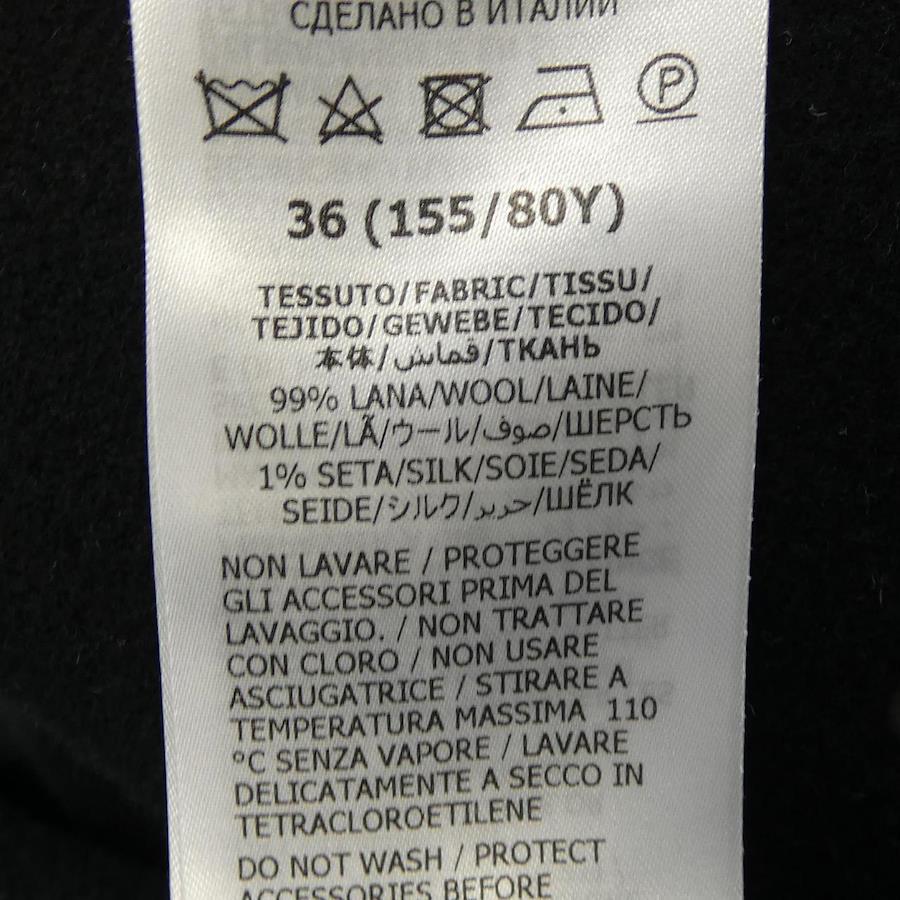 СДЕЛАНО В ИТАЛИИ
P
36 (155/80Y)
TESSUTO/FABRIC/TISSU/
TEJIDO/GEWEBE/TECIDO/
本体/قماش/ТКАНЬ
99% LANA/WOOL/LAINE/
WOLLE/LÃ/ウール/صوف/ШЕРСТЬ
1% SETA/SILK/SOIE/SEDA/
SEIDE/シルク/حرير/ШЁЛК
NON LAVARE / PROTEGGERE
GLI ACCESSORI PRIMA DEL
LAVAGGIO. / NON TRATTARE
CON CLORO / NON USARE
ASCIUGATRICE / STIRARE A
TEMPERATURA MASSIMA 110
°C SENZA VAPORE / LAVARE
DELICATAMENTE A SECCO IN
TETRACLOROETILENE
DO NOT WASH / PROTECT
ACCESSORIES BEFORE